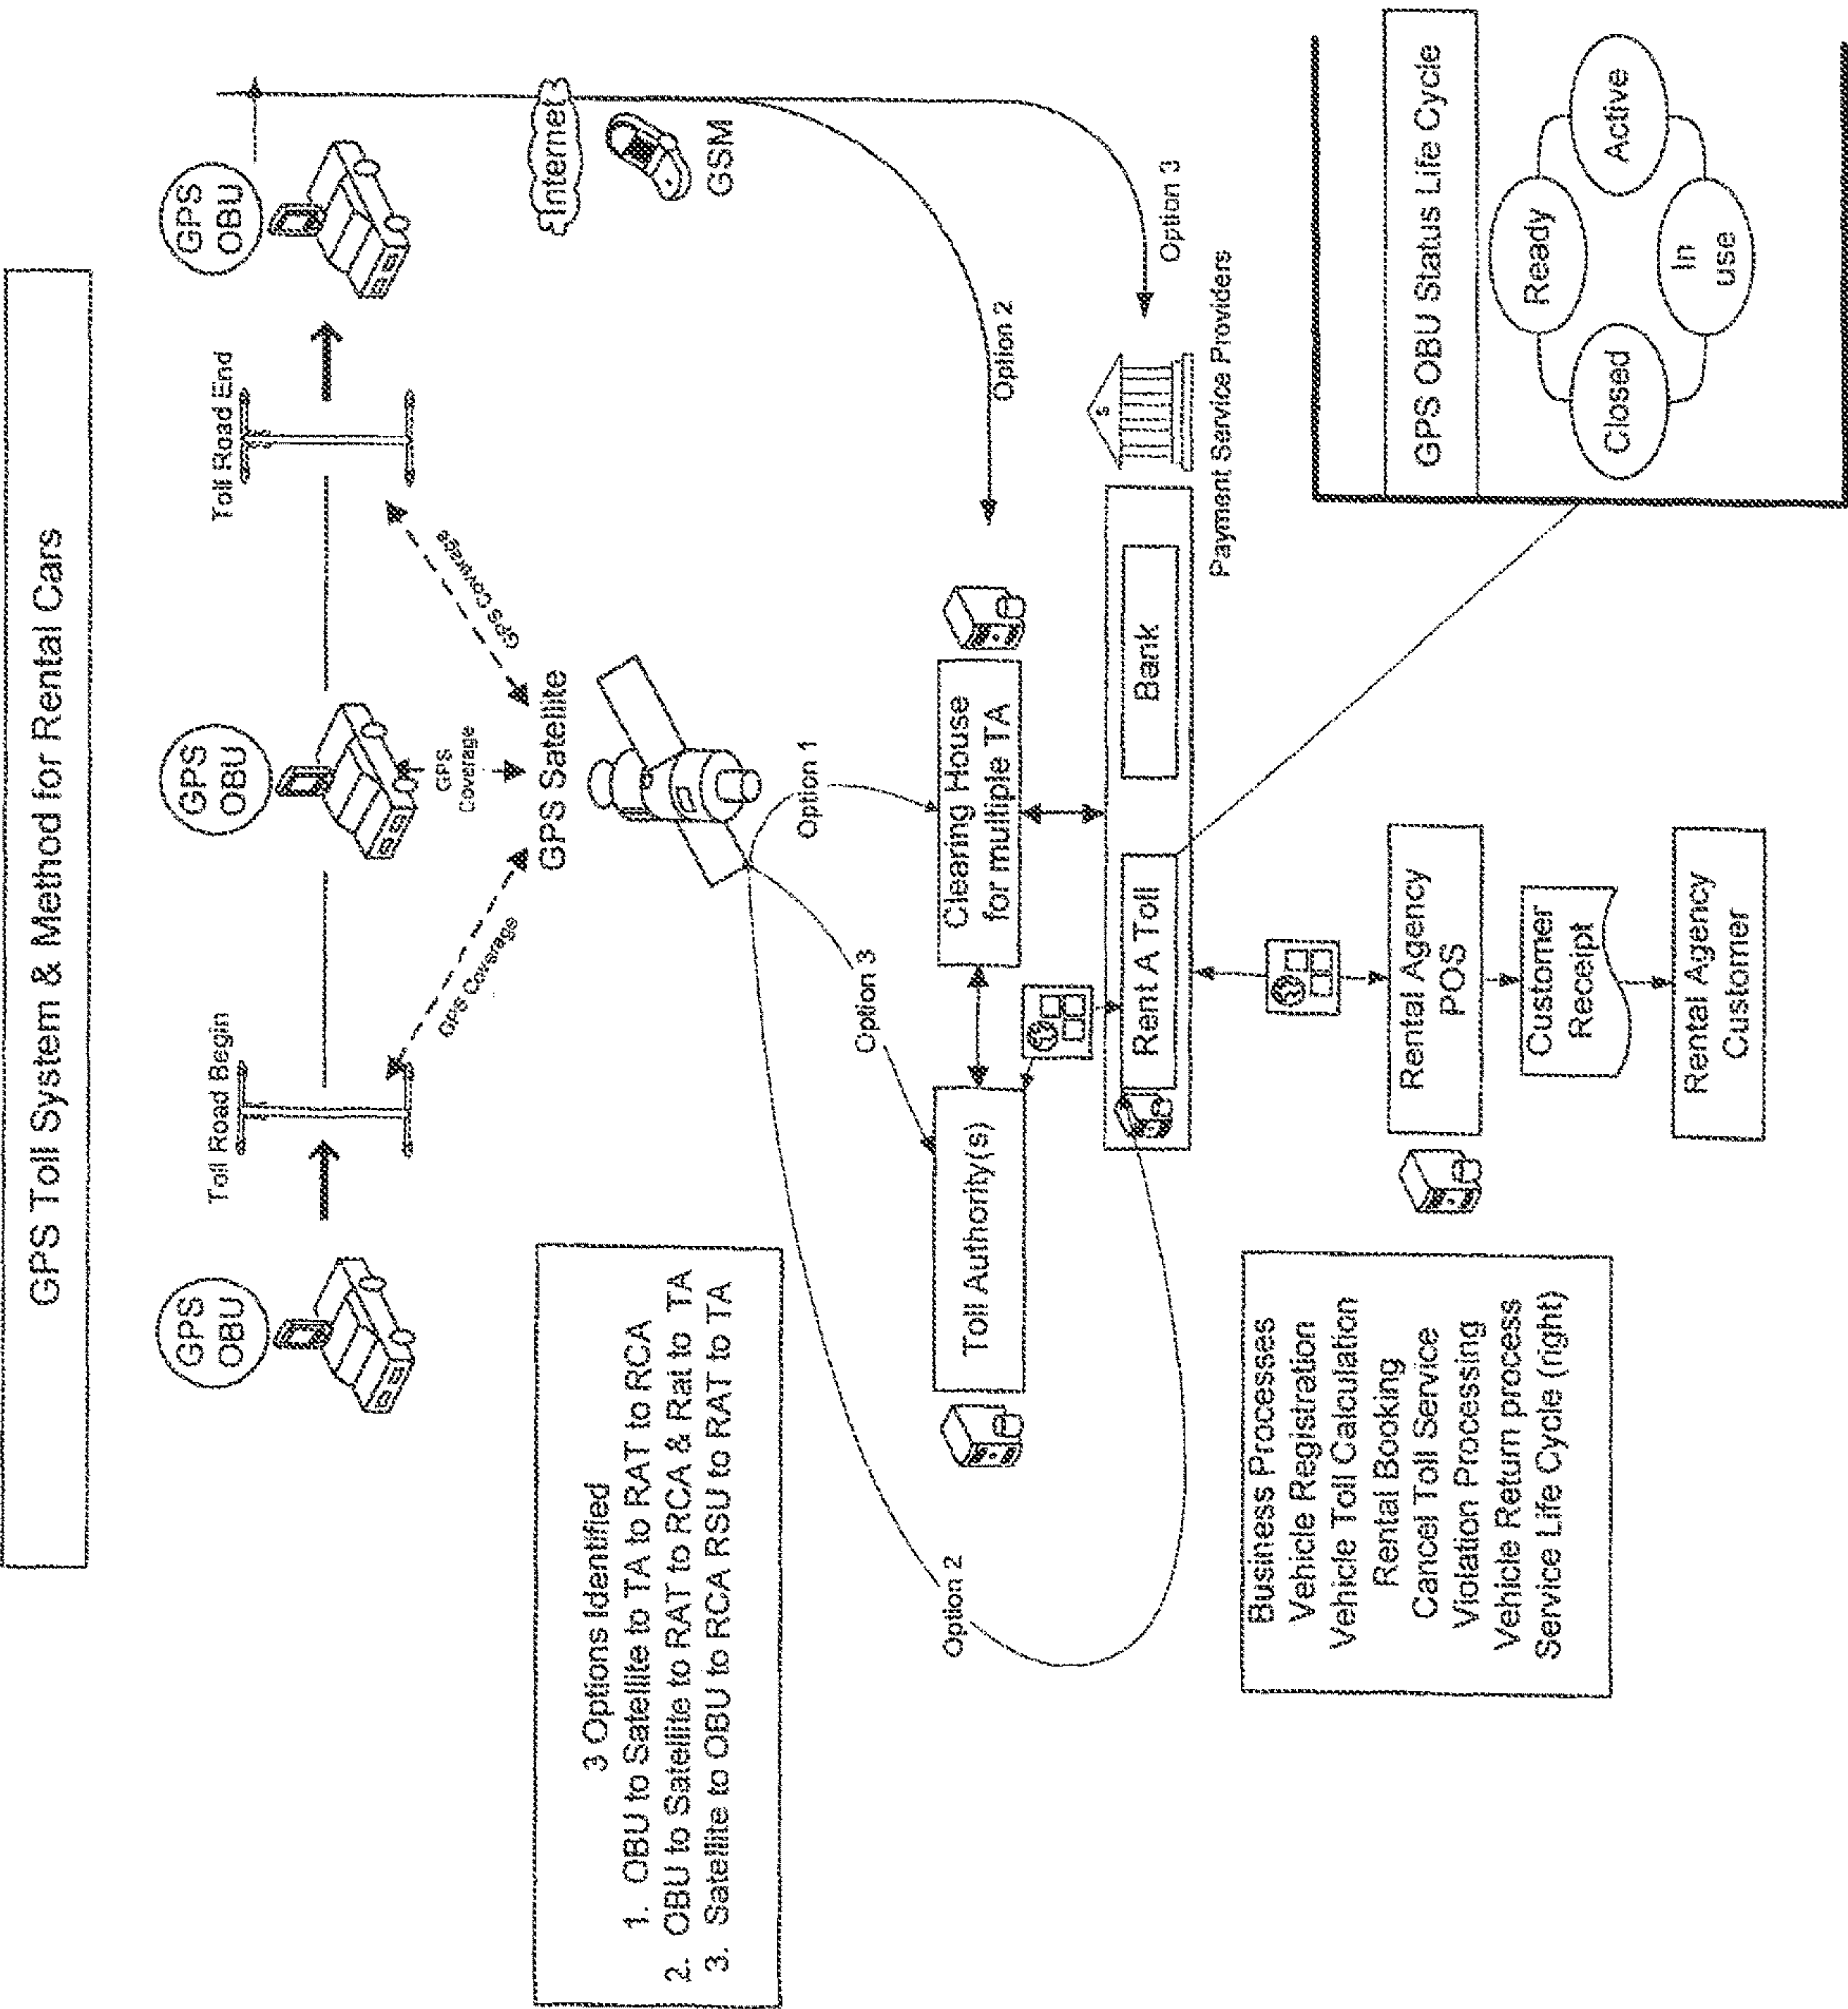 GPS Toll System & Method for Rental Cars
GPS
OBU
Toll Road Begin
GPS
OBU
Toll Road End
GPS
OBU
GPS Coverage
GPS
Coverage
GPS Coverage
GPS Satellite
Internet
GSM
3 Options Identified
1. OBU to Satellite to TA to RAT to RCA
2. OBU to Satellite to RAT to RCA & Rat to TA
3. Satellite to OBU to RCA RSU to RAT to TA
Option 1
Option 3
Option 2
Option 2
Option 3
Toll Authority(s)
Clearing House
for multiple TA
Rent A Toll
Bank
$
Payment Service Providers
Business Processes
Vehicle Registration
Vehicle Toll Calculation
Rental Booking
Cancel Toll Service
Violation Processing
Vehicle Return process
Service Life Cycle (right)
Rental Agency
POS
Customer
Receipt
Rental Agency
Customer
GPS OBU Status Life Cycle
Ready
Closed
Active
In
use